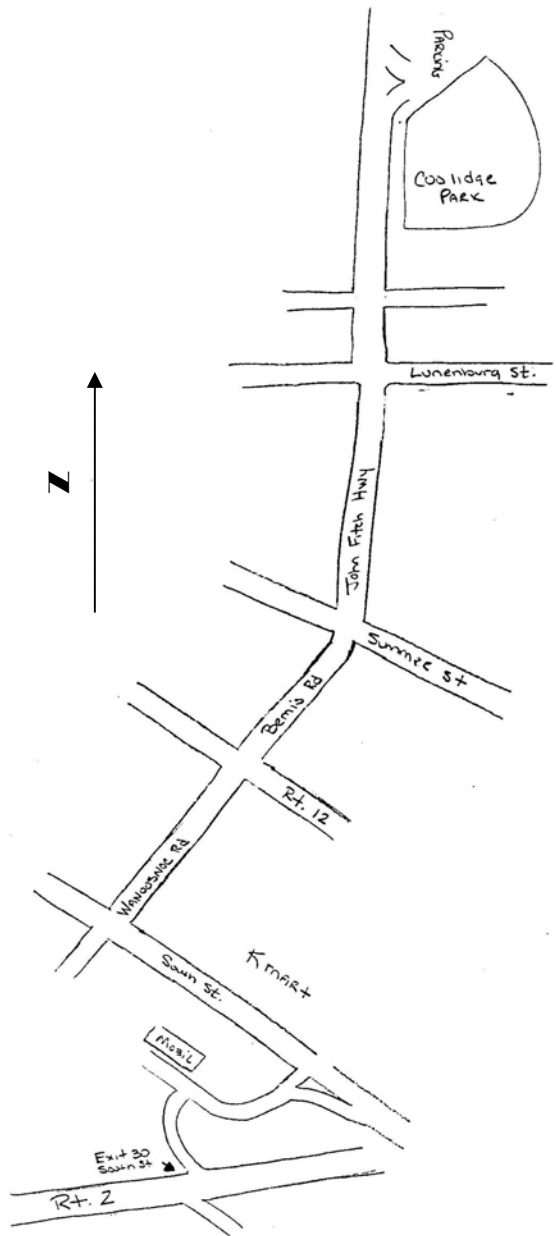 PARKING
Coolidge
PARK
Lunenburg St.
N
John Fitch Hwy
Summer St
Bemis Rd
Rt. 12
WANOOSNOC Rd
South St.
K MART
MOBIL
Exit 30
South St
Rt. 2